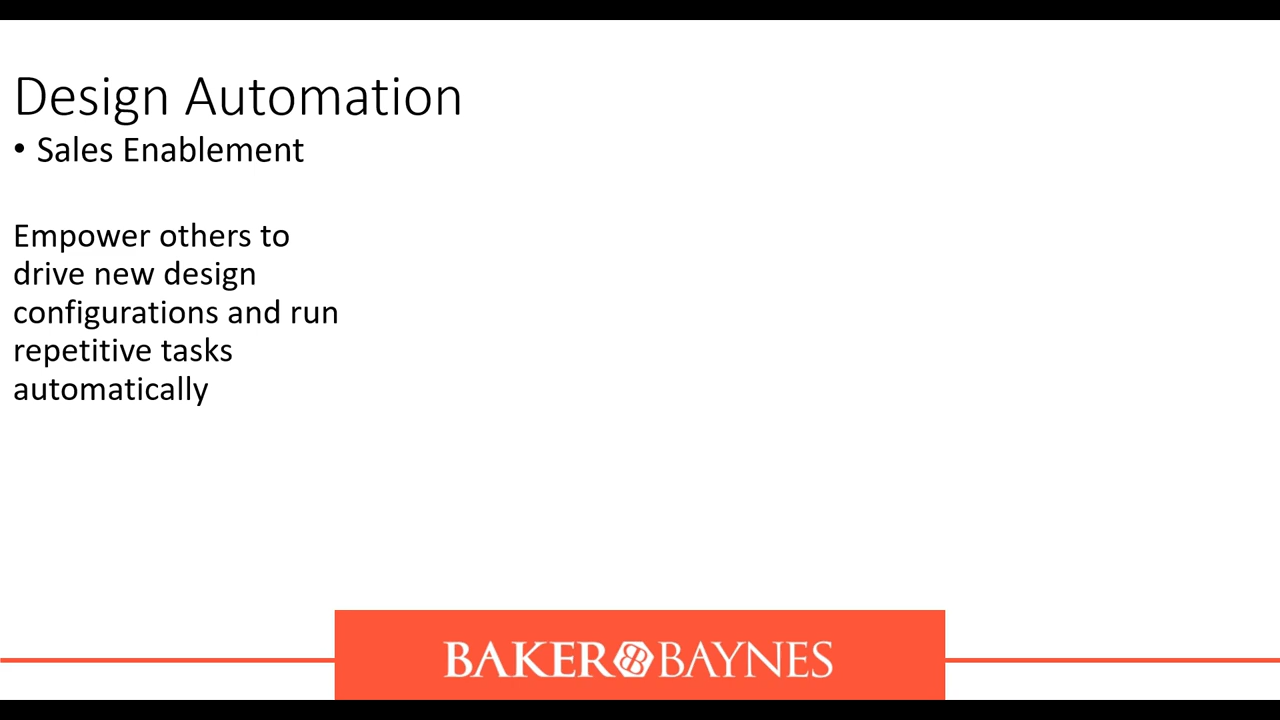 Design Automation
• Sales Enablement
Empower others to
drive new design
configurations and run
repetitive tasks
automatically
BAKER BAYNES